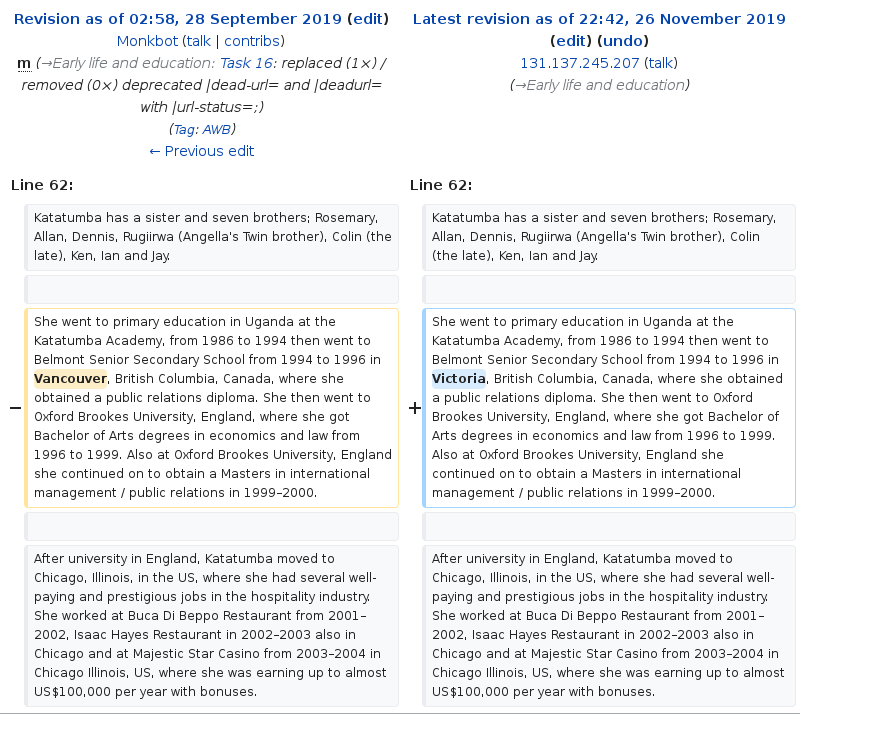 Revision as of 02:58, 28 September 2019 (edit)
Monkbot (talk | contribs)
m (→Early life and education: Task 16: replaced (1×) /
removed (0×) deprecated |dead-url= and |deadurl=
with |url-status=;)
(Tag: AWB)
← Previous edit
Latest revision as of 22:42, 26 November 2019
(edit) (undo)
131.137.245.207 (talk)
(→Early life and education)
Line 62:
Line 62:
Katatumba has a sister and seven brothers; Rosemary,
Allan, Dennis, Rugiirwa (Angella's Twin brother), Colin (the
late), Ken, Ian and Jay.
Katatumba has a sister and seven brothers; Rosemary,
Allan, Dennis, Rugiirwa (Angella's Twin brother), Colin
(the late), Ken, Ian and Jay.
−
She went to primary education in Uganda at the
Katatumba Academy, from 1986 to 1994 then went to
Belmont Senior Secondary School from 1994 to 1996 in
Vancouver, British Columbia, Canada, where she
obtained a public relations diploma. She then went to
Oxford Brookes University, England, where she got
Bachelor of Arts degrees in economics and law from
1996 to 1999. Also at Oxford Brookes University, England
she continued on to obtain a Masters in international
management / public relations in 1999–2000.
+
She went to primary education in Uganda at the
Katatumba Academy, from 1986 to 1994 then went to
Belmont Senior Secondary School from 1994 to 1996 in
Victoria, British Columbia, Canada, where she obtained
a public relations diploma. She then went to Oxford
Brookes University, England, where she got Bachelor of
Arts degrees in economics and law from 1996 to 1999.
Also at Oxford Brookes University, England she
continued on to obtain a Masters in international
management / public relations in 1999–2000.
After university in England, Katatumba moved to
Chicago, Illinois, in the US, where she had several well-
paying and prestigious jobs in the hospitality industry.
She worked at Buca Di Beppo Restaurant from 2001–
2002, Isaac Hayes Restaurant in 2002–2003 also in
Chicago and at Majestic Star Casino from 2003–2004 in
Chicago Illinois, US, where she was earning up to almost
US$100,000 per year with bonuses.
After university in England, Katatumba moved to
Chicago, Illinois, in the US, where she had several well-
paying and prestigious jobs in the hospitality industry.
She worked at Buca Di Beppo Restaurant from 2001–
2002, Isaac Hayes Restaurant in 2002–2003 also in
Chicago and at Majestic Star Casino from 2003–2004 in
Chicago Illinois, US, where she was earning up to almost
US$100,000 per year with bonuses.